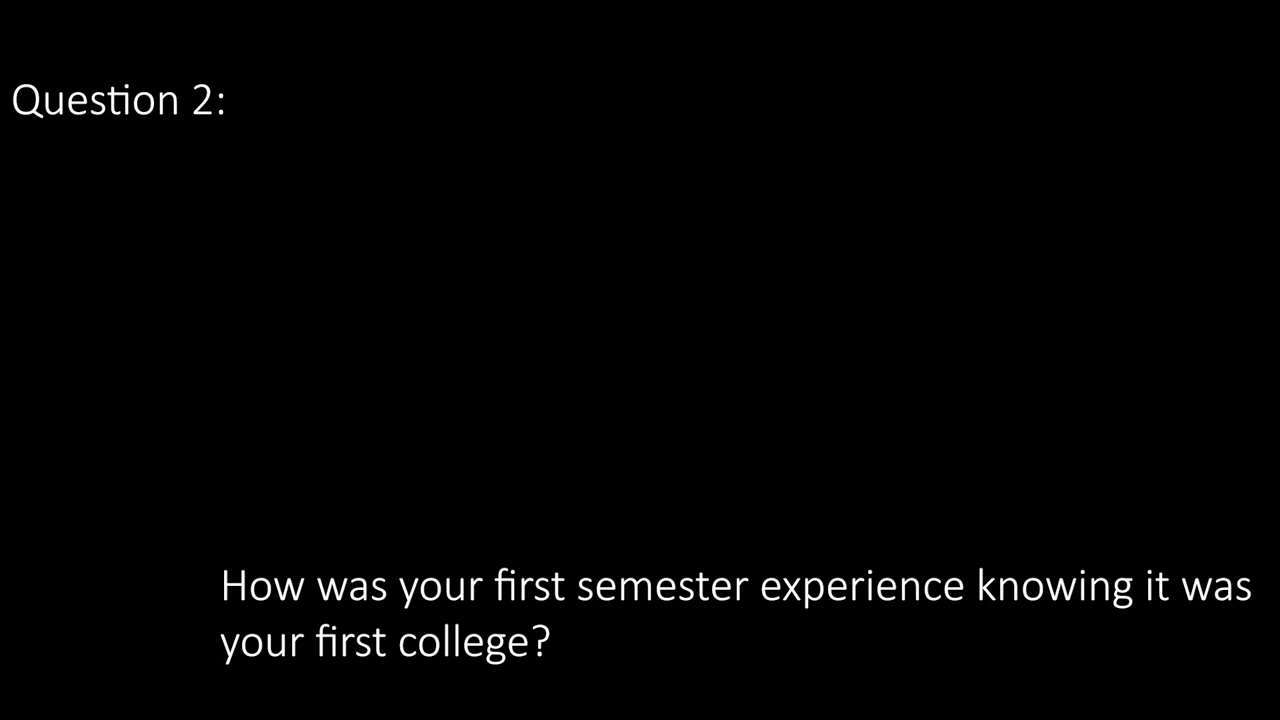 Question 2:
How was your first semester experience knowing it was
your first college?